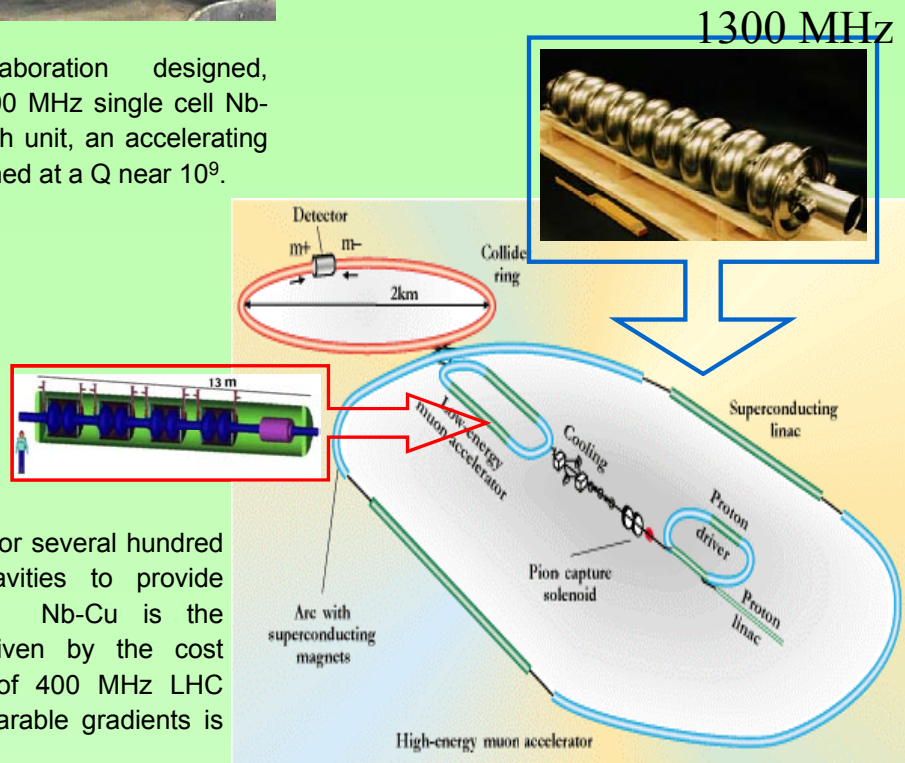 1300 MHz
aboration designed,
00 MHz single cell Nb-
h unit, an accelerating
ned at a Q near 10⁹.
Detector
m+ m-
Collide
ring
2km
13 m
Low-energy
muon accelerator
Superconducting
linac
Cooling
Proton
driver
Pion capture
solenoid
Proton
linac
or several hundred
avities to provide
Nb-Cu is the
iven by the cost
of 400 MHz LHC
arable gradients is
Arc with
superconducting
magnets
High-energy muon accelerator